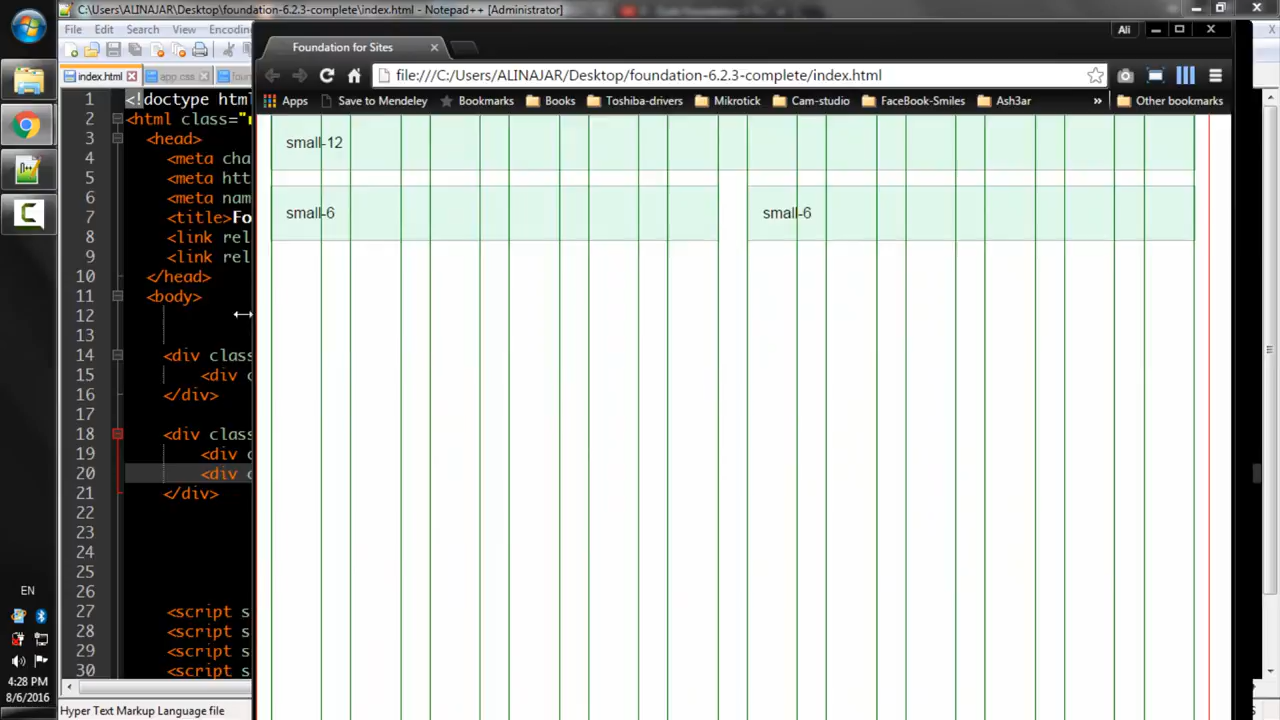 C:\Users\ALINAJAR\Desktop\foundation-6.2.3-complete\index.html - Notepad++ [Administrator]
File Edit Search View Encoding
Ali
Foundation for Sites
index.html app.css
file:///C:/Users/ALINAJAR/Desktop/foundation-6.2.3-complete/index.html
Apps Save to Mendeley Bookmarks Books Toshiba-drivers Mikrotick Cam-studio FaceBook-Smiles Ash3ar » Other bookmarks
1 <!doctype html
2 <html class="
3 <head>
4 <meta cha
5 <meta htt
6 <meta nam
7 <title>Fo
8 <link rel
9 <link rel
10 </head>
11 <body>
12
13
14 <div class
15 <div c
16 </div>
17
18 <div class
19 <div c
20 <div c
21 </div>
22
23
24
25
26
27 <script s
28 <script s
29 <script s
30 <script s
small-12
small-6 small-6
EN
4:28 PM
8/6/2016
Hyper Text Markup Language file